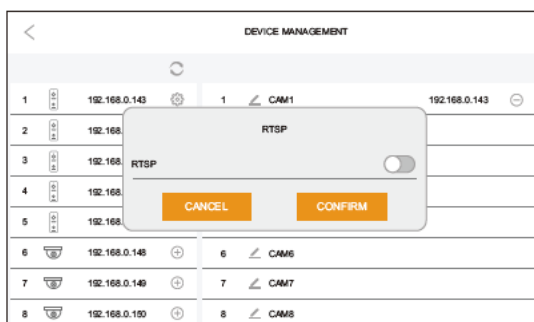 DEVICE MANAGEMENT
1 192.168.0.143 1 CAM1 192.168.0.143
2 192.168.
RTSP
3 192.168.
RTSP
4 192.168.
CANCEL CONFIRM
5 192.168.
6 192.168.0.148 6 CAM6
7 192.168.0.149 7 CAM7
8 192.168.0.150 8 CAM8